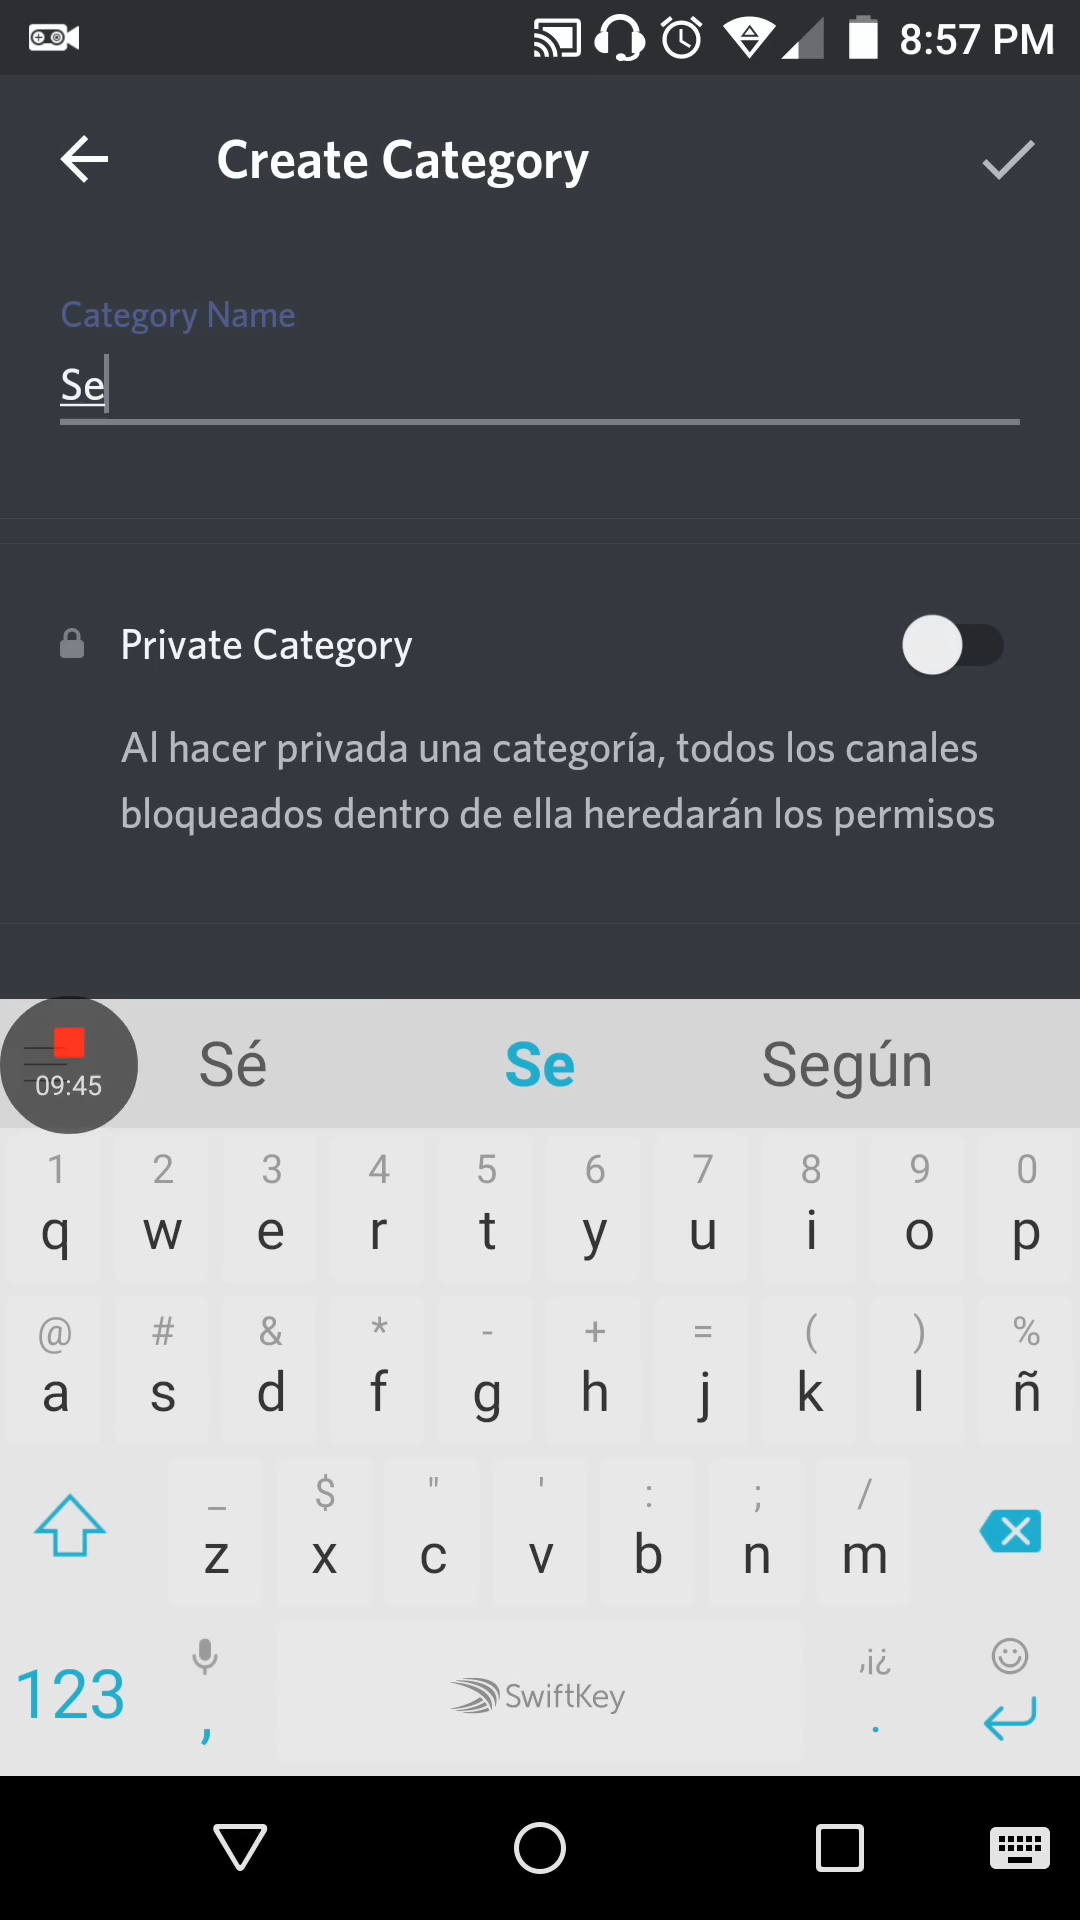 8:57 PM
Create Category
Category Name
Se
Private Category
Al hacer privada una categoría, todos los canales
bloqueados dentro de ella heredarán los permisos
09:45
Sé Se Según
1 2 3 4 5 6 7 8 9 0
q w e r t y u i o p
@ # & * - + = ( ) %
a s d f g h j k l ñ
_ $ " ' : ; /
z x c v b n m
,¡¿
123 , SwiftKey .